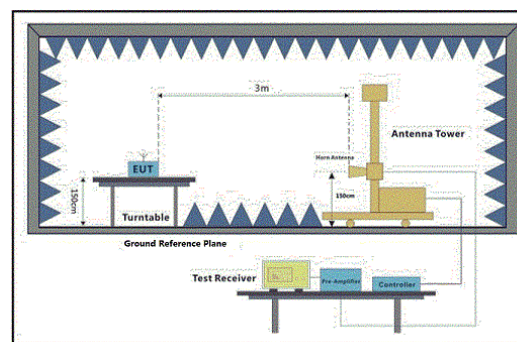 3m
Antenna Tower
Horn Antenna
EUT
150cm
150cm
Turntable
Ground Reference Plane
Test Receiver
Pre-Amplifier
Controller